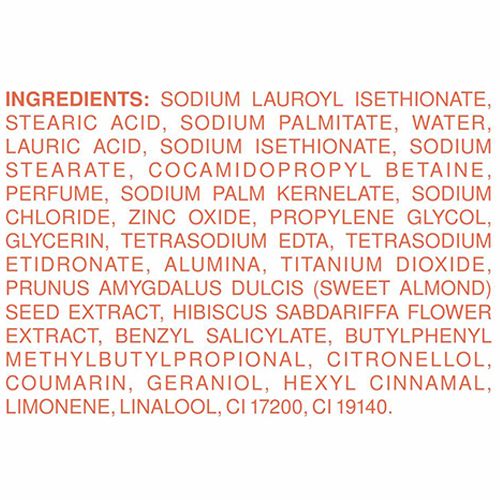 INGREDIENTS: SODIUM LAUROYL ISETHIONATE,
STEARIC ACID, SODIUM PALMITATE, WATER,
LAURIC ACID, SODIUM ISETHIONATE, SODIUM
STEARATE, COCAMIDOPROPYL BETAINE,
PERFUME, SODIUM PALM KERNELATE, SODIUM
CHLORIDE, ZINC OXIDE, PROPYLENE GLYCOL,
GLYCERIN, TETRASODIUM EDTA, TETRASODIUM
ETIDRONATE, ALUMINA, TITANIUM DIOXIDE,
PRUNUS AMYGDALUS DULCIS (SWEET ALMOND)
SEED EXTRACT, HIBISCUS SABDARIFFA FLOWER
EXTRACT, BENZYL SALICYLATE, BUTYLPHENYL
METHYLBUTYLPROPIONAL, CITRONELLOL,
COUMARIN, GERANIOL, HEXYL CINNAMAL,
LIMONENE, LINALOOL, CI 17200, CI 19140.